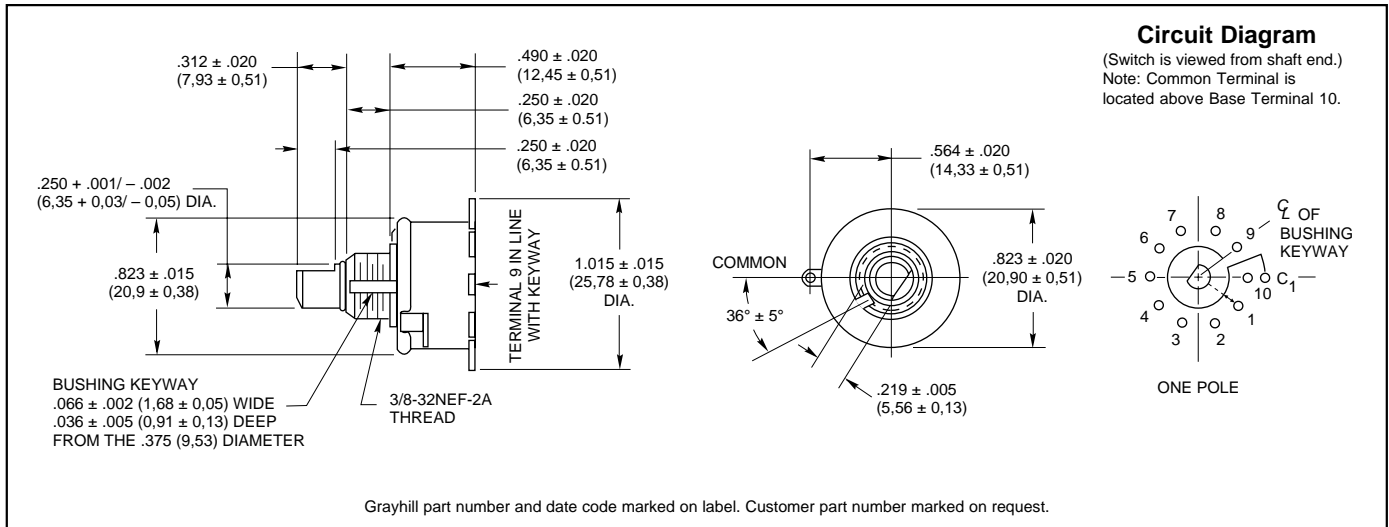 Circuit Diagram
(Switch is viewed from shaft end.)
Note: Common Terminal is
located above Base Terminal 10.
.312 ± .020
(7,93 ± 0,51)
.490 ± .020
(12,45 ± 0,51)
.250 ± .020
(6,35 ± 0.51)
.250 ± .020
(6,35 ± 0.51)
.250 + .001/ – .002
(6,35 + 0,03/ – 0,05) DIA.
.823 ± .015
(20,9 ± 0,38)
TERMINAL 9 IN LINE
WITH KEYWAY
1.015 ± .015
(25,78 ± 0,38)
DIA.
BUSHING KEYWAY
.066 ± .002 (1,68 ± 0,05) WIDE
.036 ± .005 (0,91 ± 0,13) DEEP
FROM THE .375 (9,53) DIAMETER
3/8-32NEF-2A
THREAD
.564 ± .020
(14,33 ± 0,51)
COMMON
36° ± 5°
.823 ± .020
(20,90 ± 0,51)
DIA.
.219 ± .005
(5,56 ± 0,13)
7
8
6
9
CL OF
BUSHING
KEYWAY
5
10
C1
4
1
3
2
ONE POLE
Grayhill part number and date code marked on label. Customer part number marked on request.